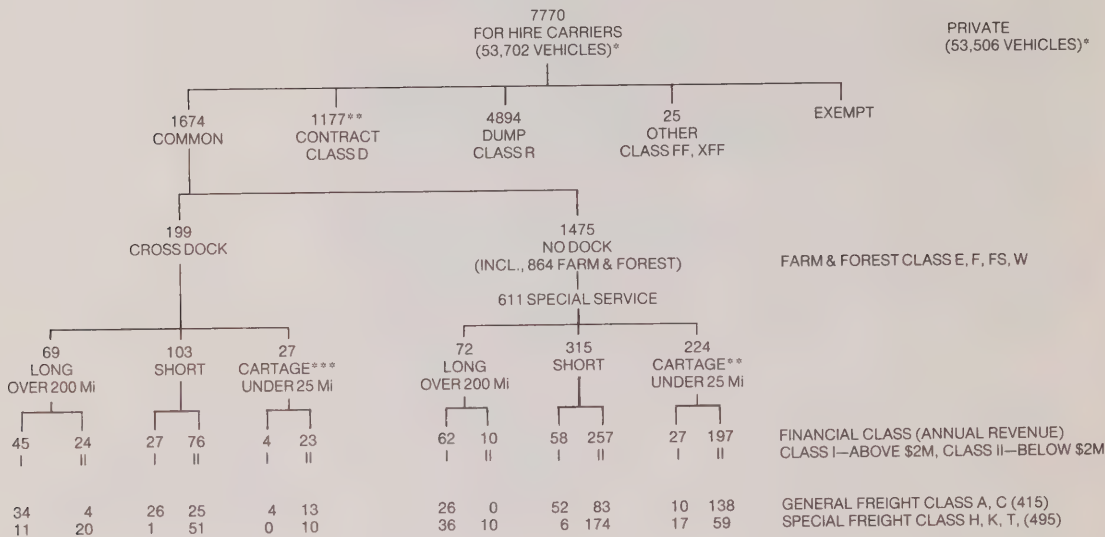 7770
FOR HIRE CARRIERS
(53,702 VEHICLES)*
PRIVATE
(53,506 VEHICLES)*
1674
COMMON
1177**
CONTRACT
CLASS D
4894
DUMP
CLASS R
25
OTHER
CLASS FF, XFF
EXEMPT
199
CROSS DOCK
1475
NO DOCK
(INCL., 864 FARM & FOREST)
FARM & FOREST CLASS E, F, FS, W
611 SPECIAL SERVICE
69
LONG
OVER 200 Mi
103
SHORT
27
CARTAGE***
UNDER 25 Mi
72
LONG
OVER 200 Mi
315
SHORT
224
CARTAGE**
UNDER 25 Mi
45 24 27 76 4 23 62 10 58 257 27 197 FINANCIAL CLASS (ANNUAL REVENUE)
I II I II I II I II I II I II CLASS I—ABOVE $2M, CLASS II—BELOW $2M
34 4 26 25 4 13 26 0 52 83 10 138 GENERAL FREIGHT CLASS A, C (415)
11 20 1 51 0 10 36 10 6 174 17 59 SPECIAL FREIGHT CLASS H, K, T, (495)